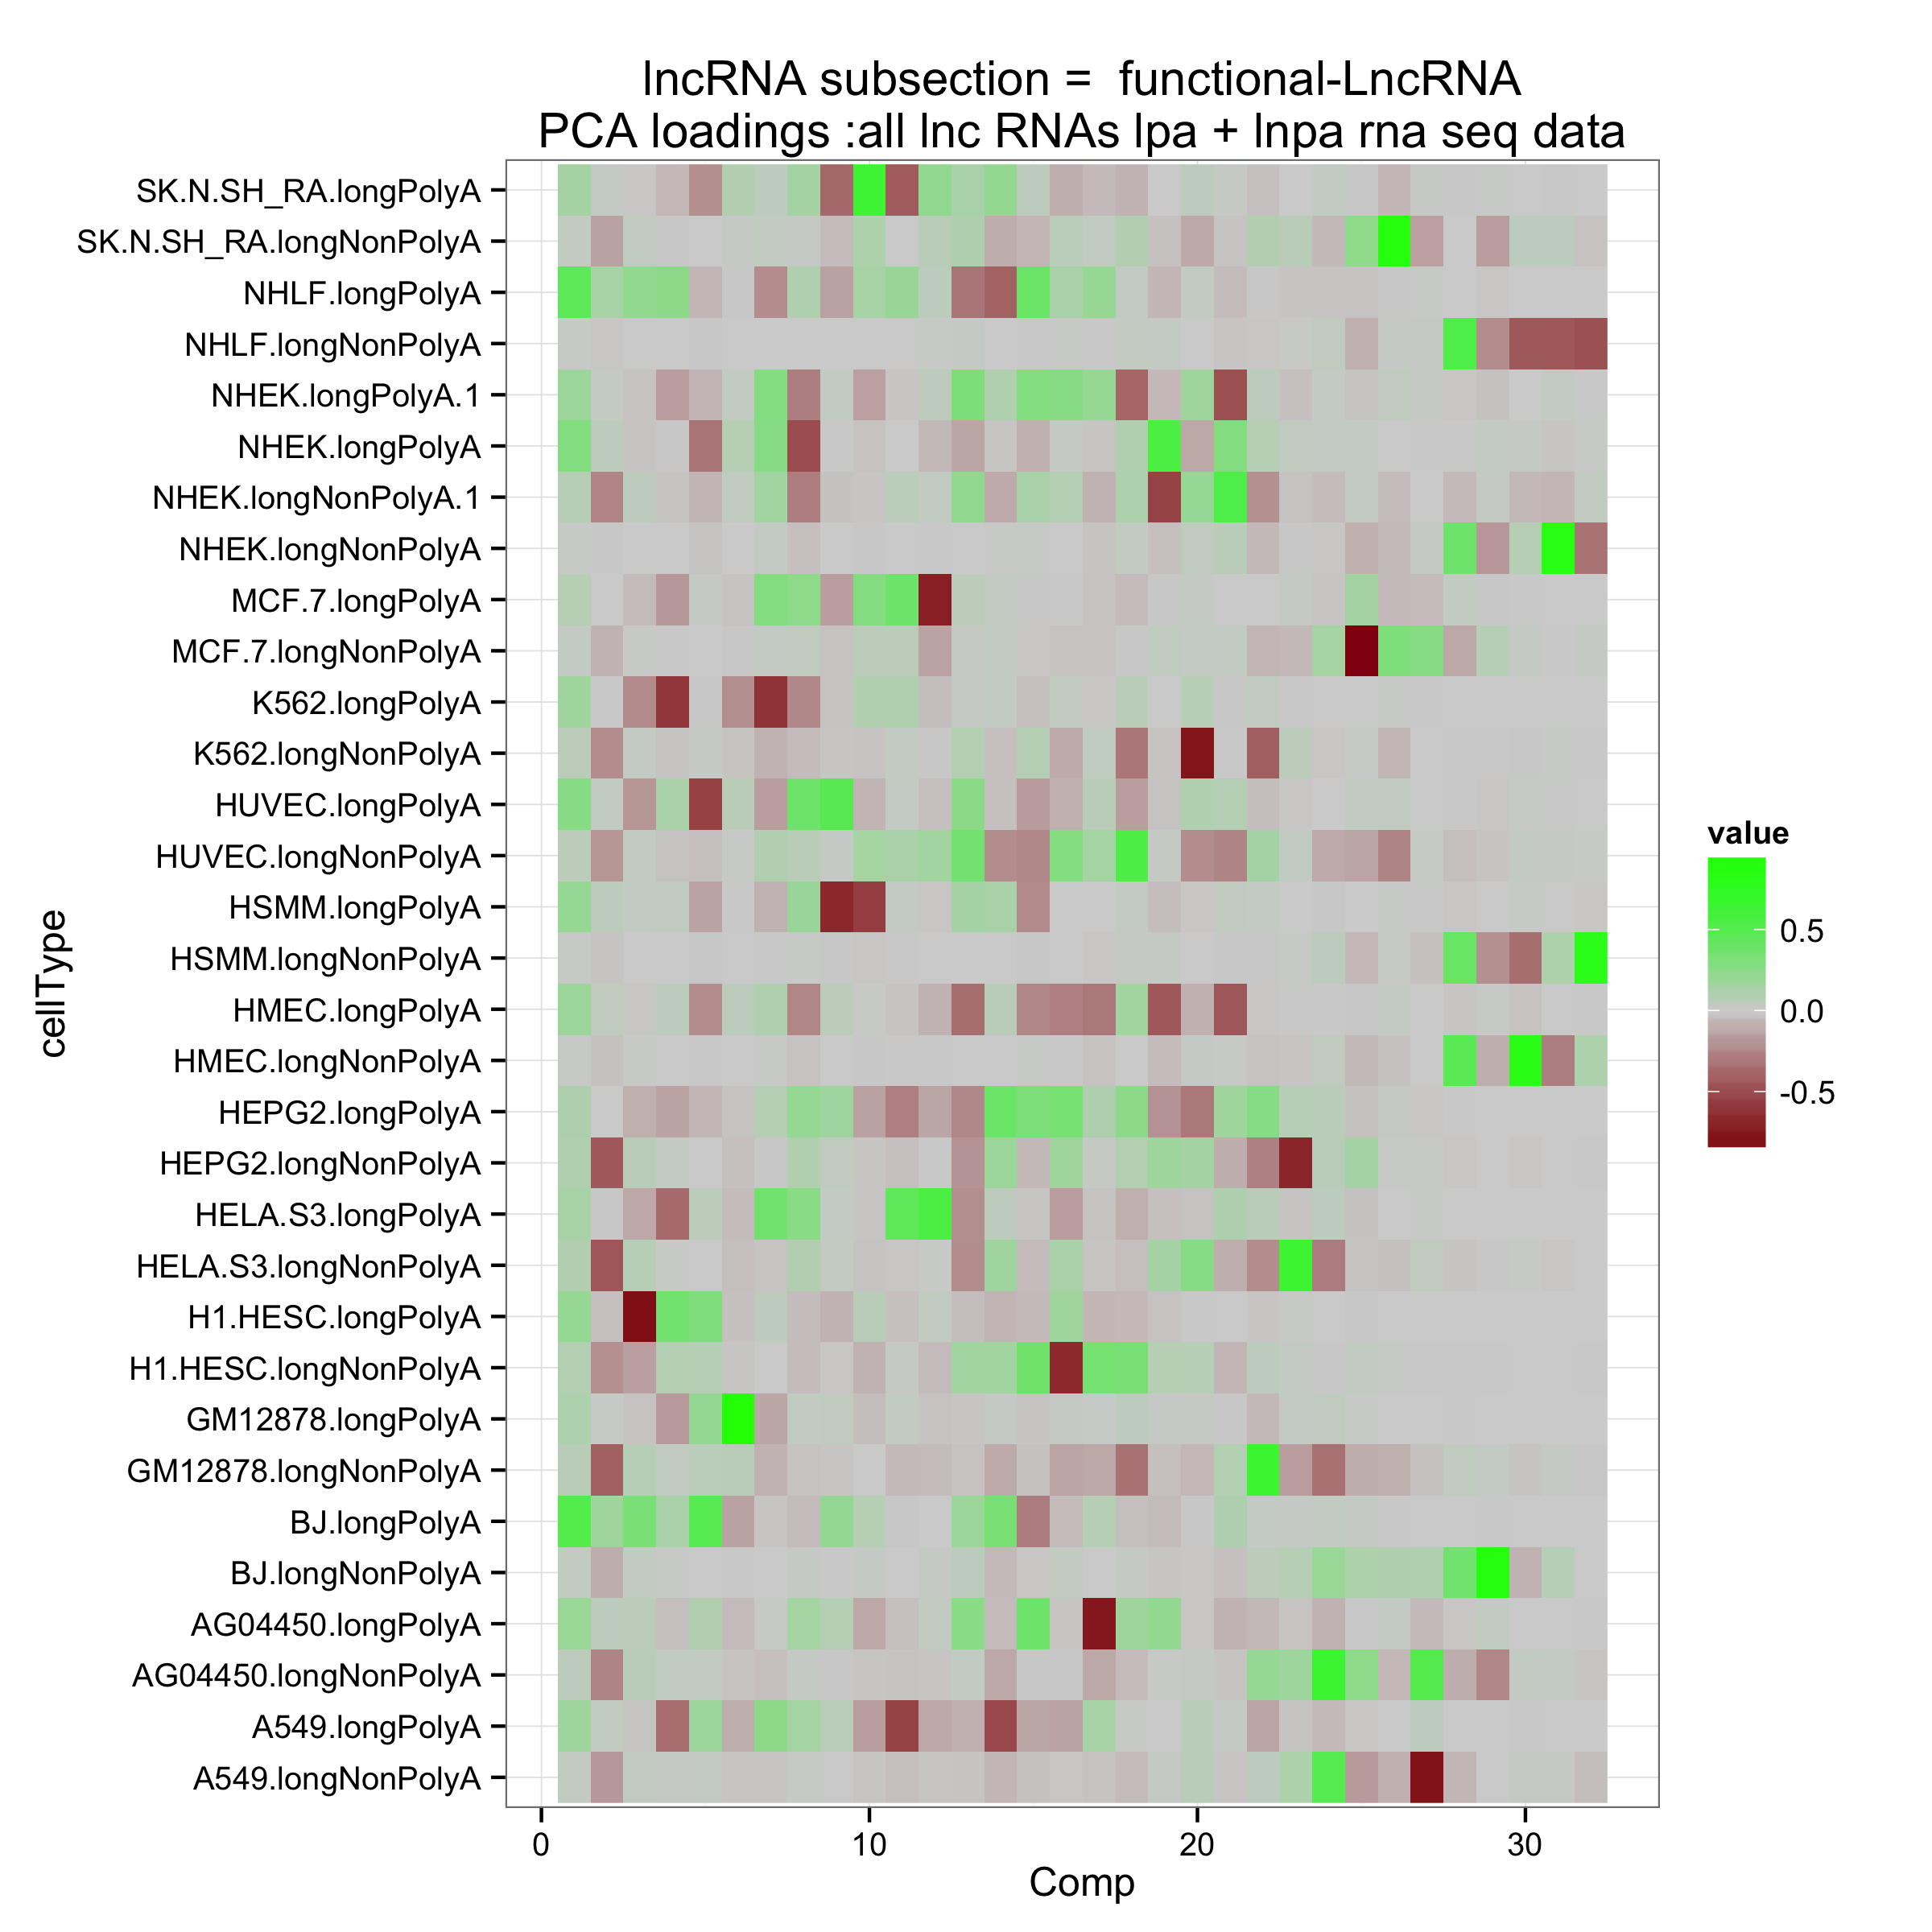 lncRNA subsection =  functional-LncRNA
PCA loadings :all lnc RNAs lpa + lnpa rna seq data
SK.N.SH_RA.longPolyA
SK.N.SH_RA.longNonPolyA
NHLF.longPolyA
NHLF.longNonPolyA
NHEK.longPolyA.1
NHEK.longPolyA
NHEK.longNonPolyA.1
NHEK.longNonPolyA
MCF.7.longPolyA
MCF.7.longNonPolyA
K562.longPolyA
K562.longNonPolyA
HUVEC.longPolyA
HUVEC.longNonPolyA
HSMM.longPolyA
HSMM.longNonPolyA
HMEC.longPolyA
HMEC.longNonPolyA
HEPG2.longPolyA
HEPG2.longNonPolyA
HELA.S3.longPolyA
HELA.S3.longNonPolyA
H1.HESC.longPolyA
H1.HESC.longNonPolyA
GM12878.longPolyA
GM12878.longNonPolyA
BJ.longPolyA
BJ.longNonPolyA
AG04450.longPolyA
AG04450.longNonPolyA
A549.longPolyA
A549.longNonPolyA
cellType
0 10 20 30
Comp
value
0.5
0.0
-0.5